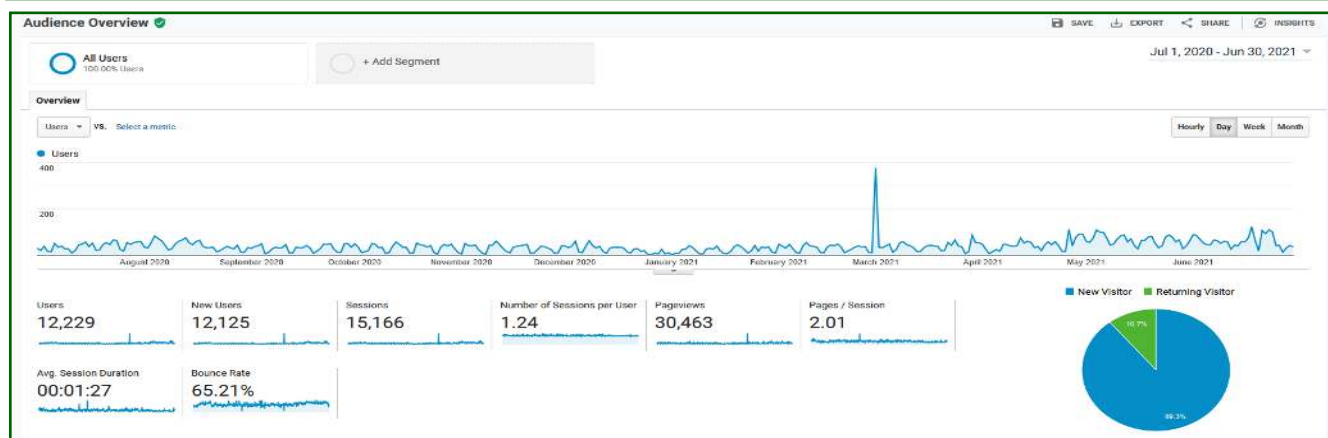 Audience Overview
SAVE EXPORT SHARE INSIGHTS
All Users
100.00% Users
+ Add Segment
Jul 1, 2020 - Jun 30, 2021
Overview
Users VS. Select a metric
Hourly Day Week Month
Users
400
200
August 2020 September 2020 October 2020 November 2020 December 2020 January 2021 February 2021 March 2021 April 2021 May 2021 June 2021
New Visitor Returning Visitor
Users New Users Sessions Number of Sessions per User Pageviews Pages / Session
12,229 12,125 15,166 1.24 30,463 2.01
Avg. Session Duration Bounce Rate
00:01:27 65.21%
10.7%
89.3%